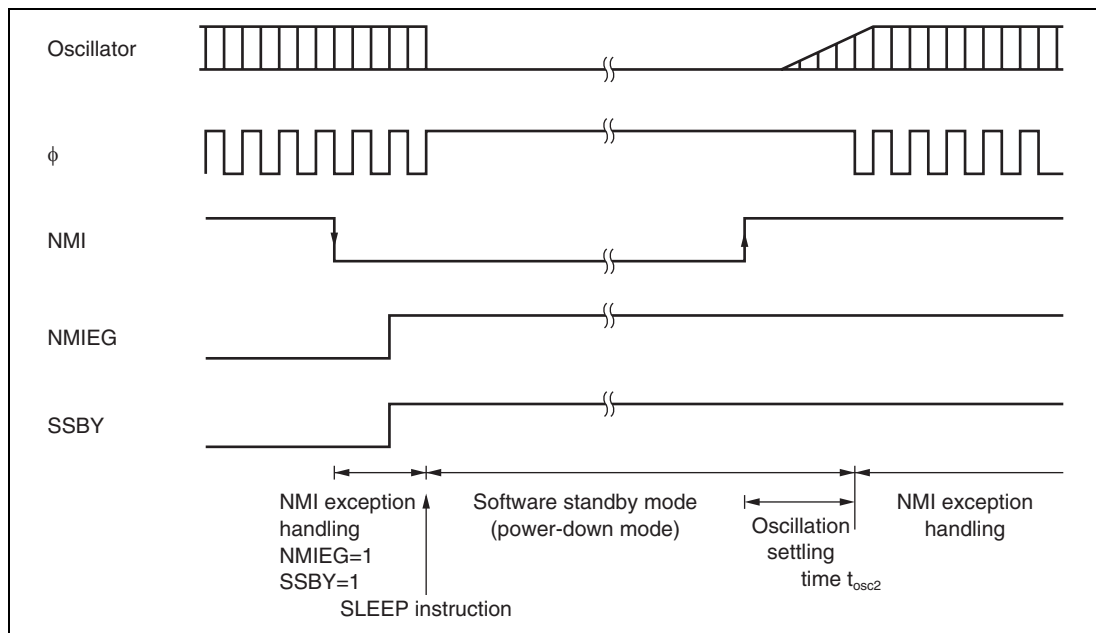 Oscillator
ϕ
NMI
NMIEG
SSBY
NMI exception
handling
NMIEG=1
SSBY=1
SLEEP instruction
Software standby mode
(power-down mode)
Oscillation
settling
time tosc2
NMI exception
handling